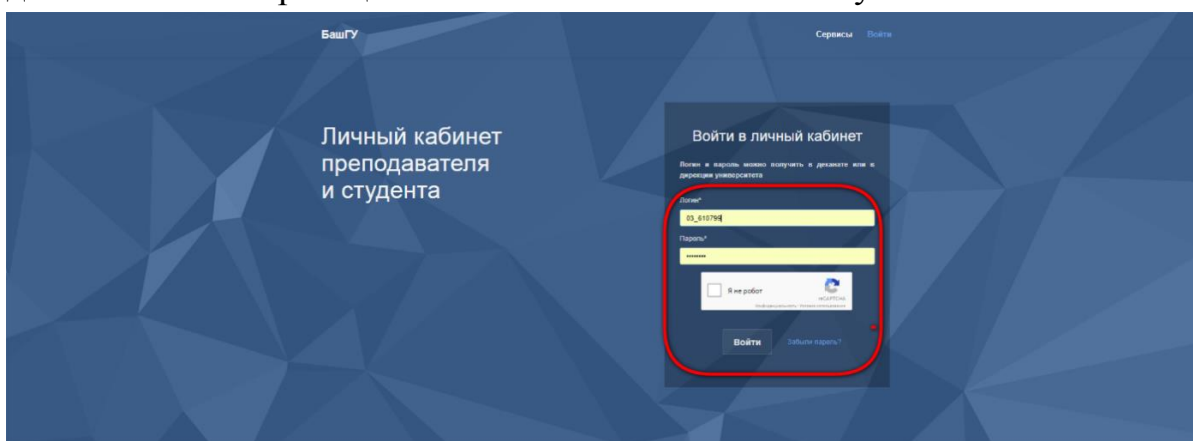 БашГУ
Сервисы Войти
Личный кабинет
преподавателя
и студента
Войти в личный кабинет
Логин и пароль можно получить в деканате или в
дирекции университета
Логин*
03_610799
Пароль*
••••••••
Я не робот
reCAPTCHA
Войти Забыли пароль?